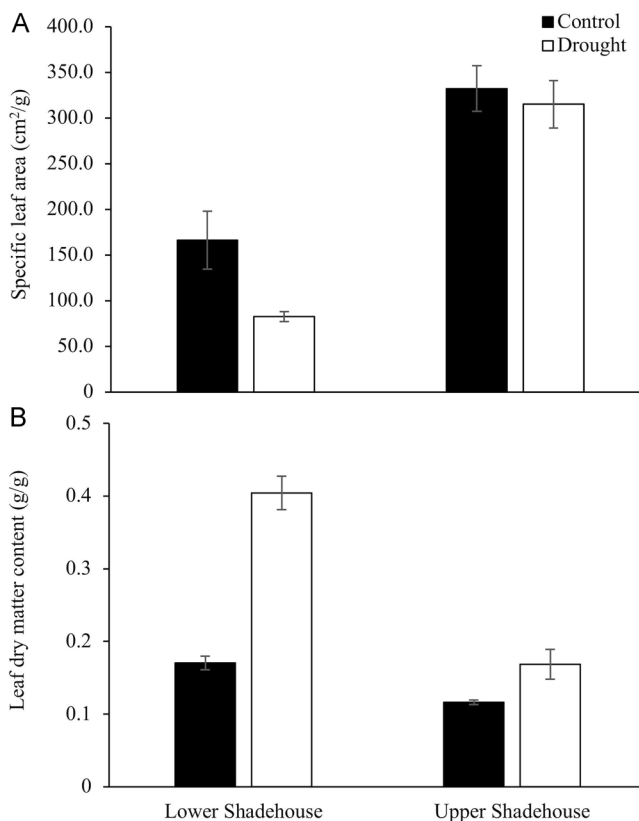 A
Control
Drought
Specific leaf area (cm²/g)
400.0
350.0
300.0
250.0
200.0
150.0
100.0
50.0
0
B
Leaf dry matter content (g/g)
0.5
0.4
0.3
0.2
0.1
0
Lower Shadehouse
Upper Shadehouse